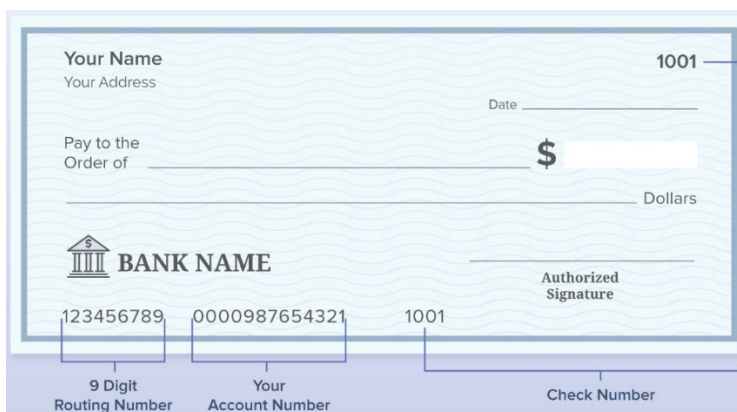 Your Name
1001
Your Address
Date
Pay to the
Order of
$
Dollars
$
BANK NAME
Authorized
Signature
123456789 0000987654321 1001
9 Digit
Routing Number
Your
Account Number
Check Number